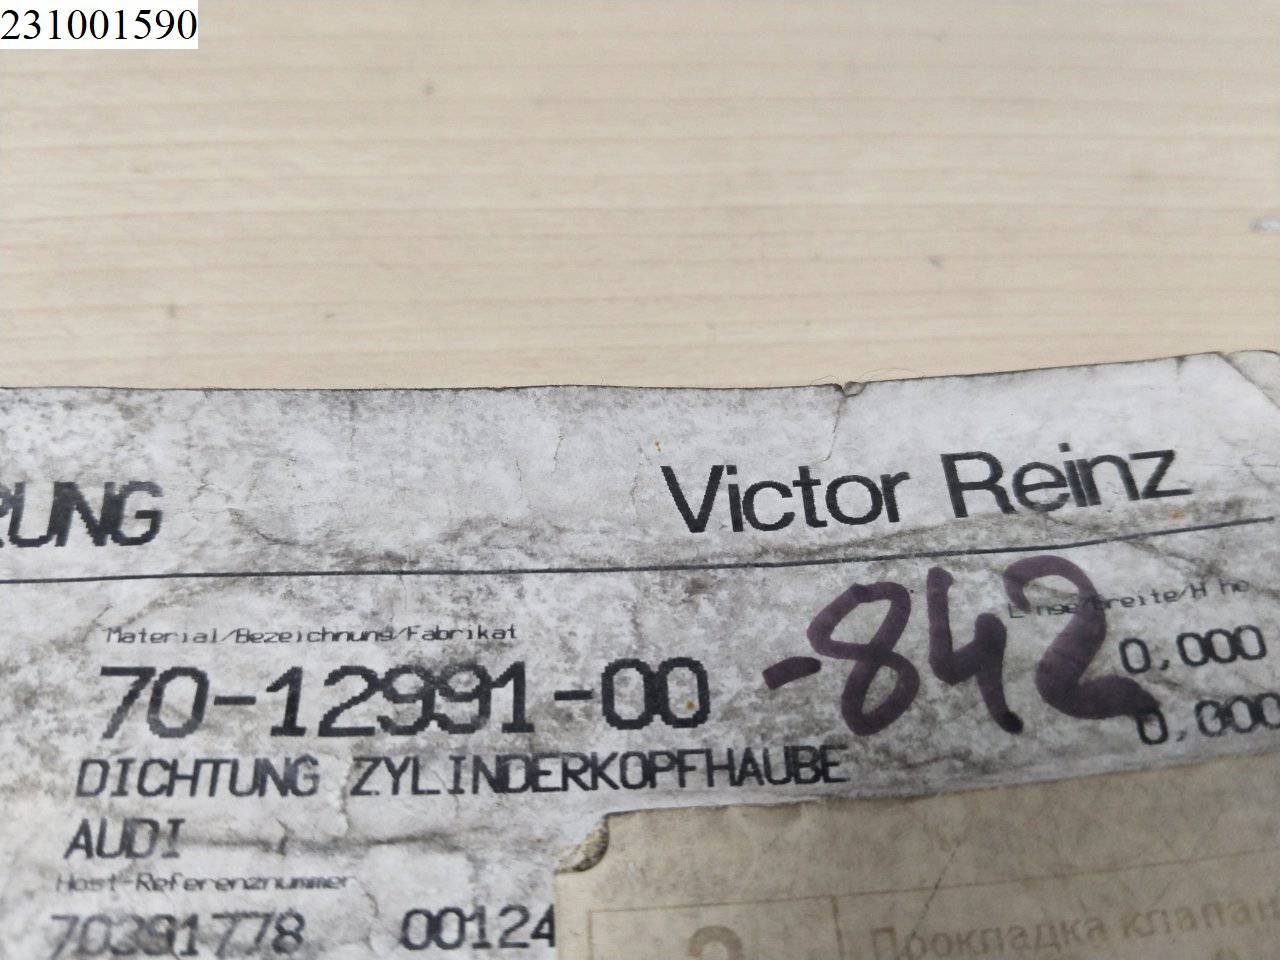 231001590
RUNG Victor Reinz
Material/Bezeichnung/Fabrikat
70-12991-00 -842 0,000
0,000
DICHTUNG ZYLINDERKOPFHAUBE
AUDI
Host-Referenznummer
70391778 00124
Прокладка клапан